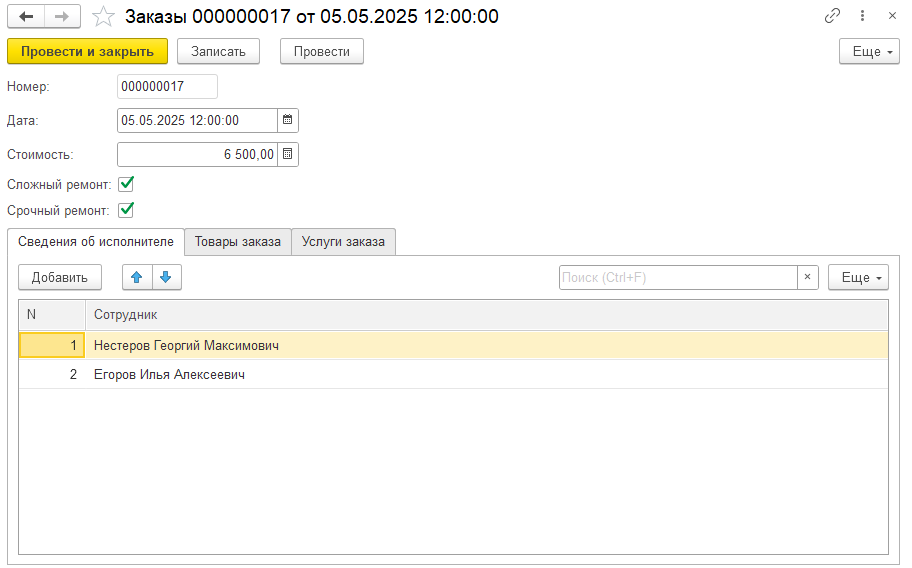 Заказы 000000017 от 05.05.2025 12:00:00
Провести и закрыть Записать Провести Еще
Номер: 000000017
Дата: 05.05.2025 12:00:00
Стоимость: 6 500,00
Сложный ремонт:
Срочный ремонт:
Сведения об исполнителе Товары заказа Услуги заказа
Добавить Поиск (Ctrl+F) × Еще
N Сотрудник
1 Нестеров Георгий Максимович
2 Егоров Илья Алексеевич